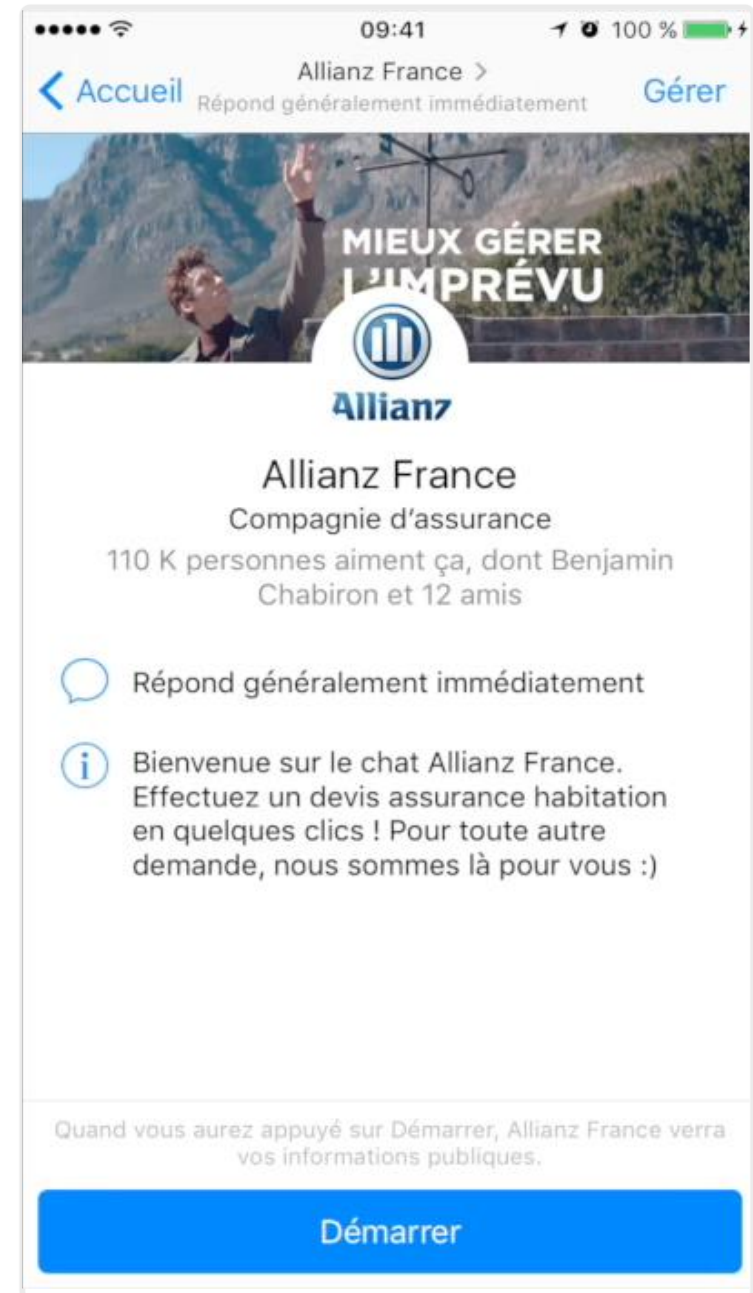 09:41
100 %
Accueil
Allianz France >
Répond généralement immédiatement
Gérer
MIEUX GÉRER
L'IMPRÉVU
Allianz
Allianz France
Compagnie d'assurance
110 K personnes aiment ça, dont Benjamin
Chabiron et 12 amis
Répond généralement immédiatement
i
Bienvenue sur le chat Allianz France.
Effectuez un devis assurance habitation
en quelques clics ! Pour toute autre
demande, nous sommes là pour vous :)
Quand vous aurez appuyé sur Démarrer, Allianz France verra
vos informations publiques.
Démarrer